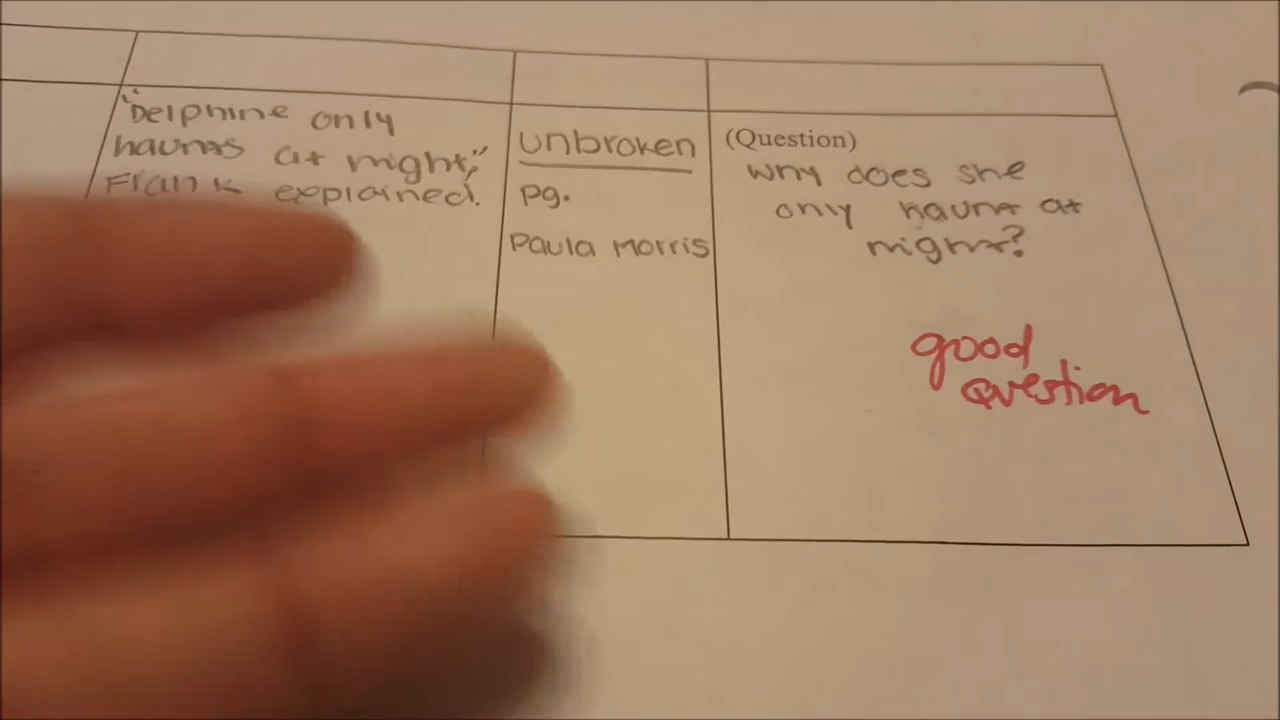 "Delphine only
haunts at night,"
Frank explained.
unbroken
pg.
Paula Morris
(Question)
Why does she
only haunt at
night?
good
question